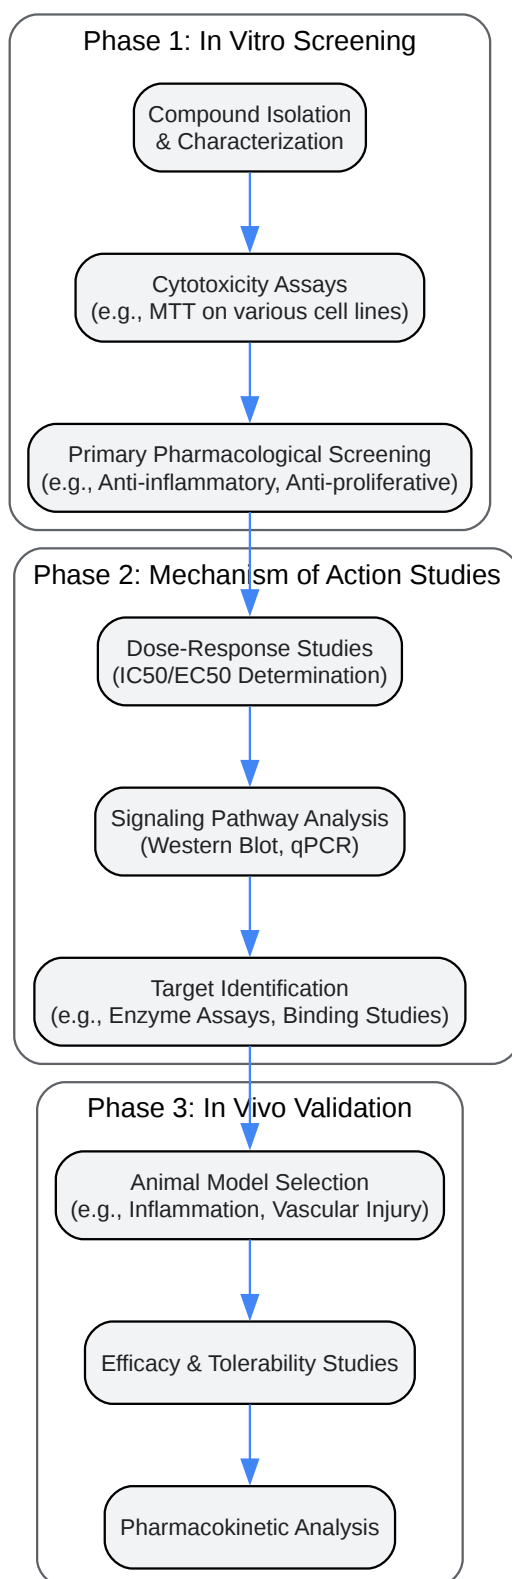 Phase 1: In Vitro Screening
Compound Isolation
& Characterization
Cytotoxicity Assays
(e.g., MTT on various cell lines)
Primary Pharmacological Screening
(e.g., Anti-inflammatory, Anti-proliferative)
Phase 2: Mechanism of Action Studies
Dose-Response Studies
(IC50/EC50 Determination)
Signaling Pathway Analysis
(Western Blot, qPCR)
Target Identification
(e.g., Enzyme Assays, Binding Studies)
Phase 3: In Vivo Validation
Animal Model Selection
(e.g., Inflammation, Vascular Injury)
Efficacy & Tolerability Studies
Pharmacokinetic Analysis